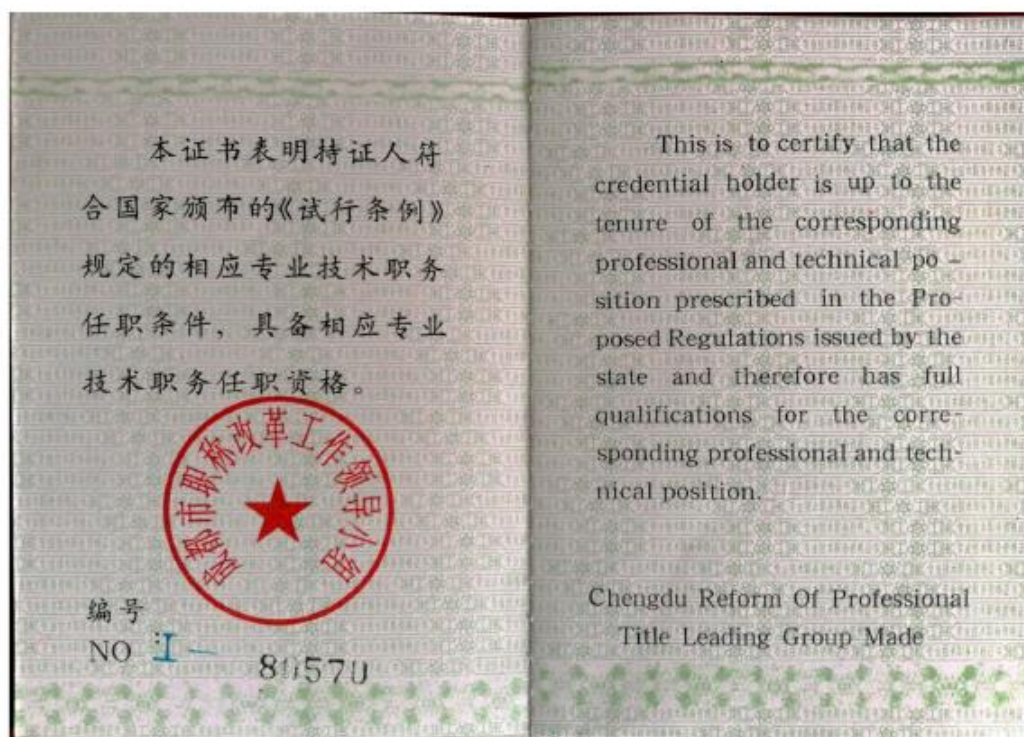 本证书表明持证人符
合国家颁布的《试行条例》
规定的相应专业技术职务
任职条件，具备相应专业
技术职务任职资格。
成都市职称改革工作领导小组
编号
NO
This is to certify that the
credential holder is up to the
tenure of the corresponding
professional and technical po-
sition prescribed in the Pro-
posed Regulations issued by the
state and therefore has full
qualifications for the corre-
sponding professional and tech-
nical position.
Chengdu Reform Of Professional
Title Leading Group Made